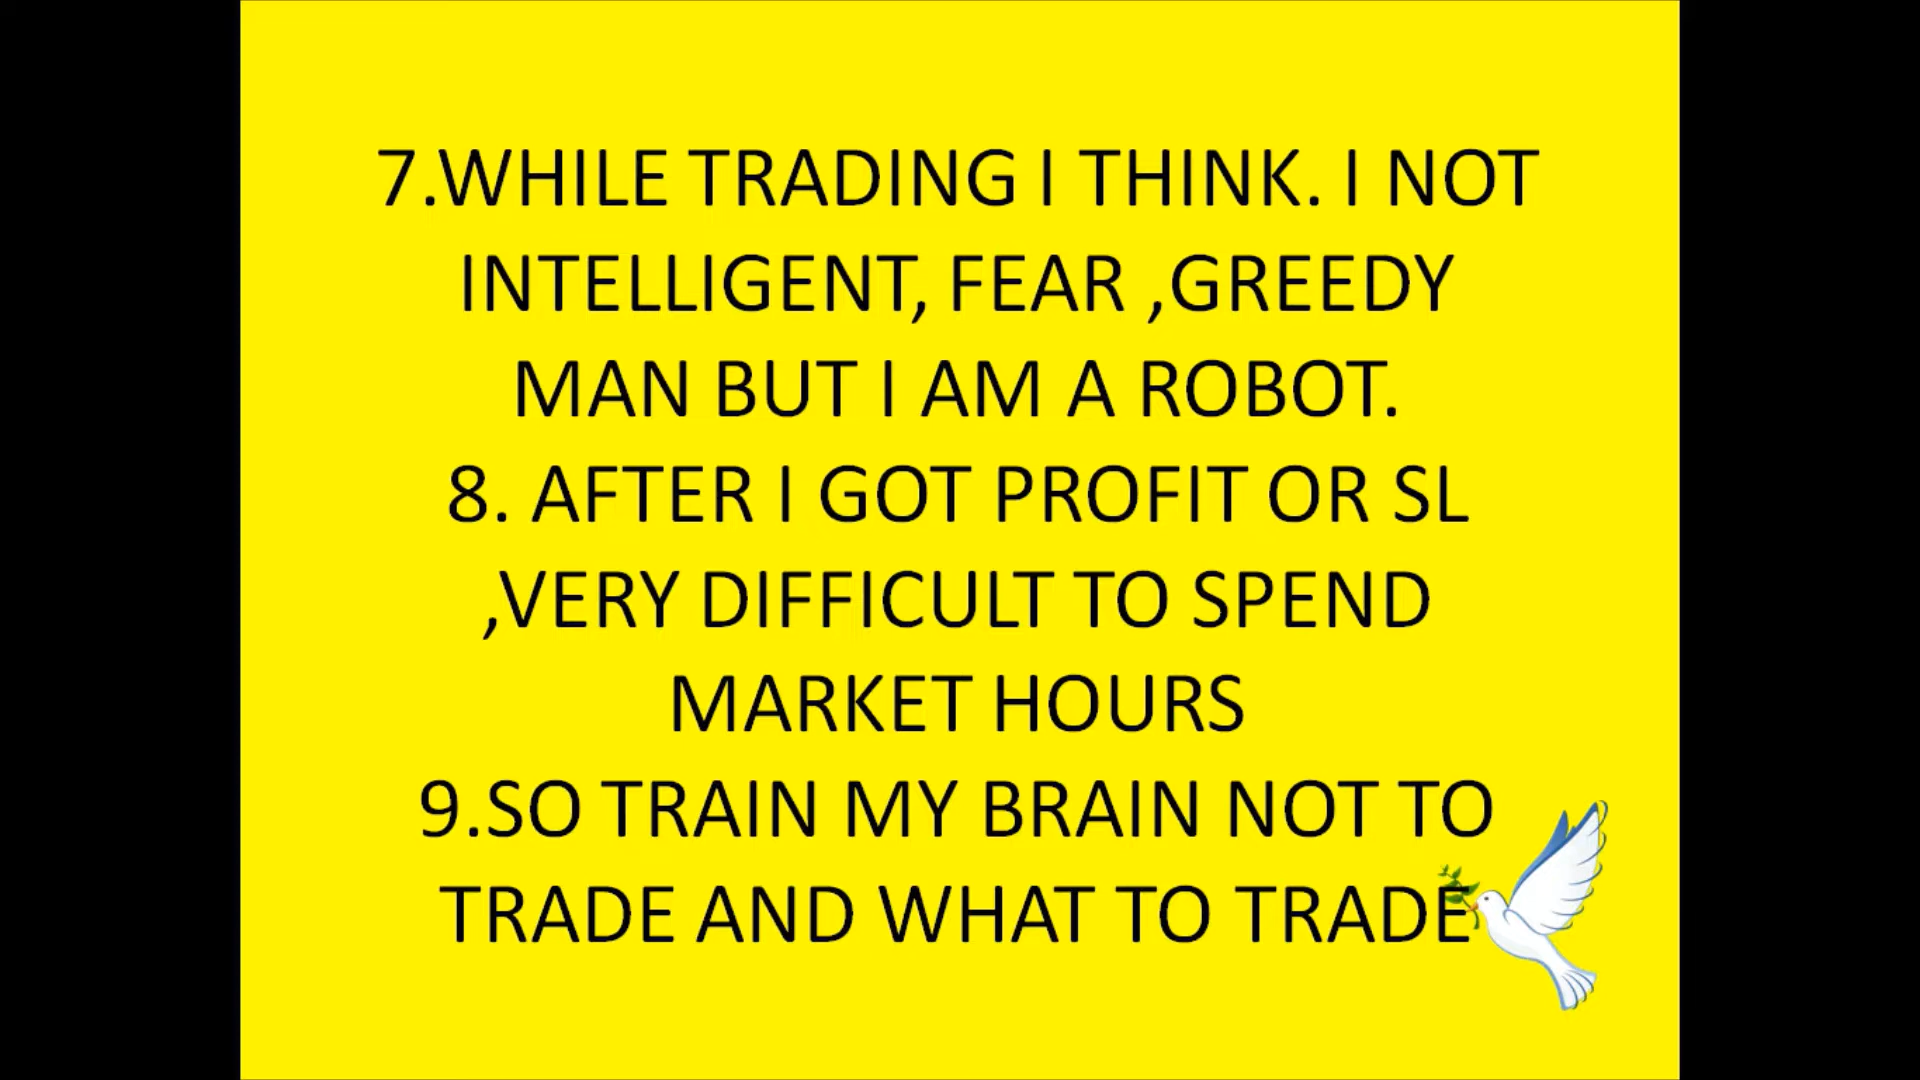 7.WHILE TRADING I THINK. I NOT
INTELLIGENT, FEAR ,GREEDY
MAN BUT I AM A ROBOT.
8. AFTER I GOT PROFIT OR SL
,VERY DIFFICULT TO SPEND
MARKET HOURS
9.SO TRAIN MY BRAIN NOT TO
TRADE AND WHAT TO TRADE